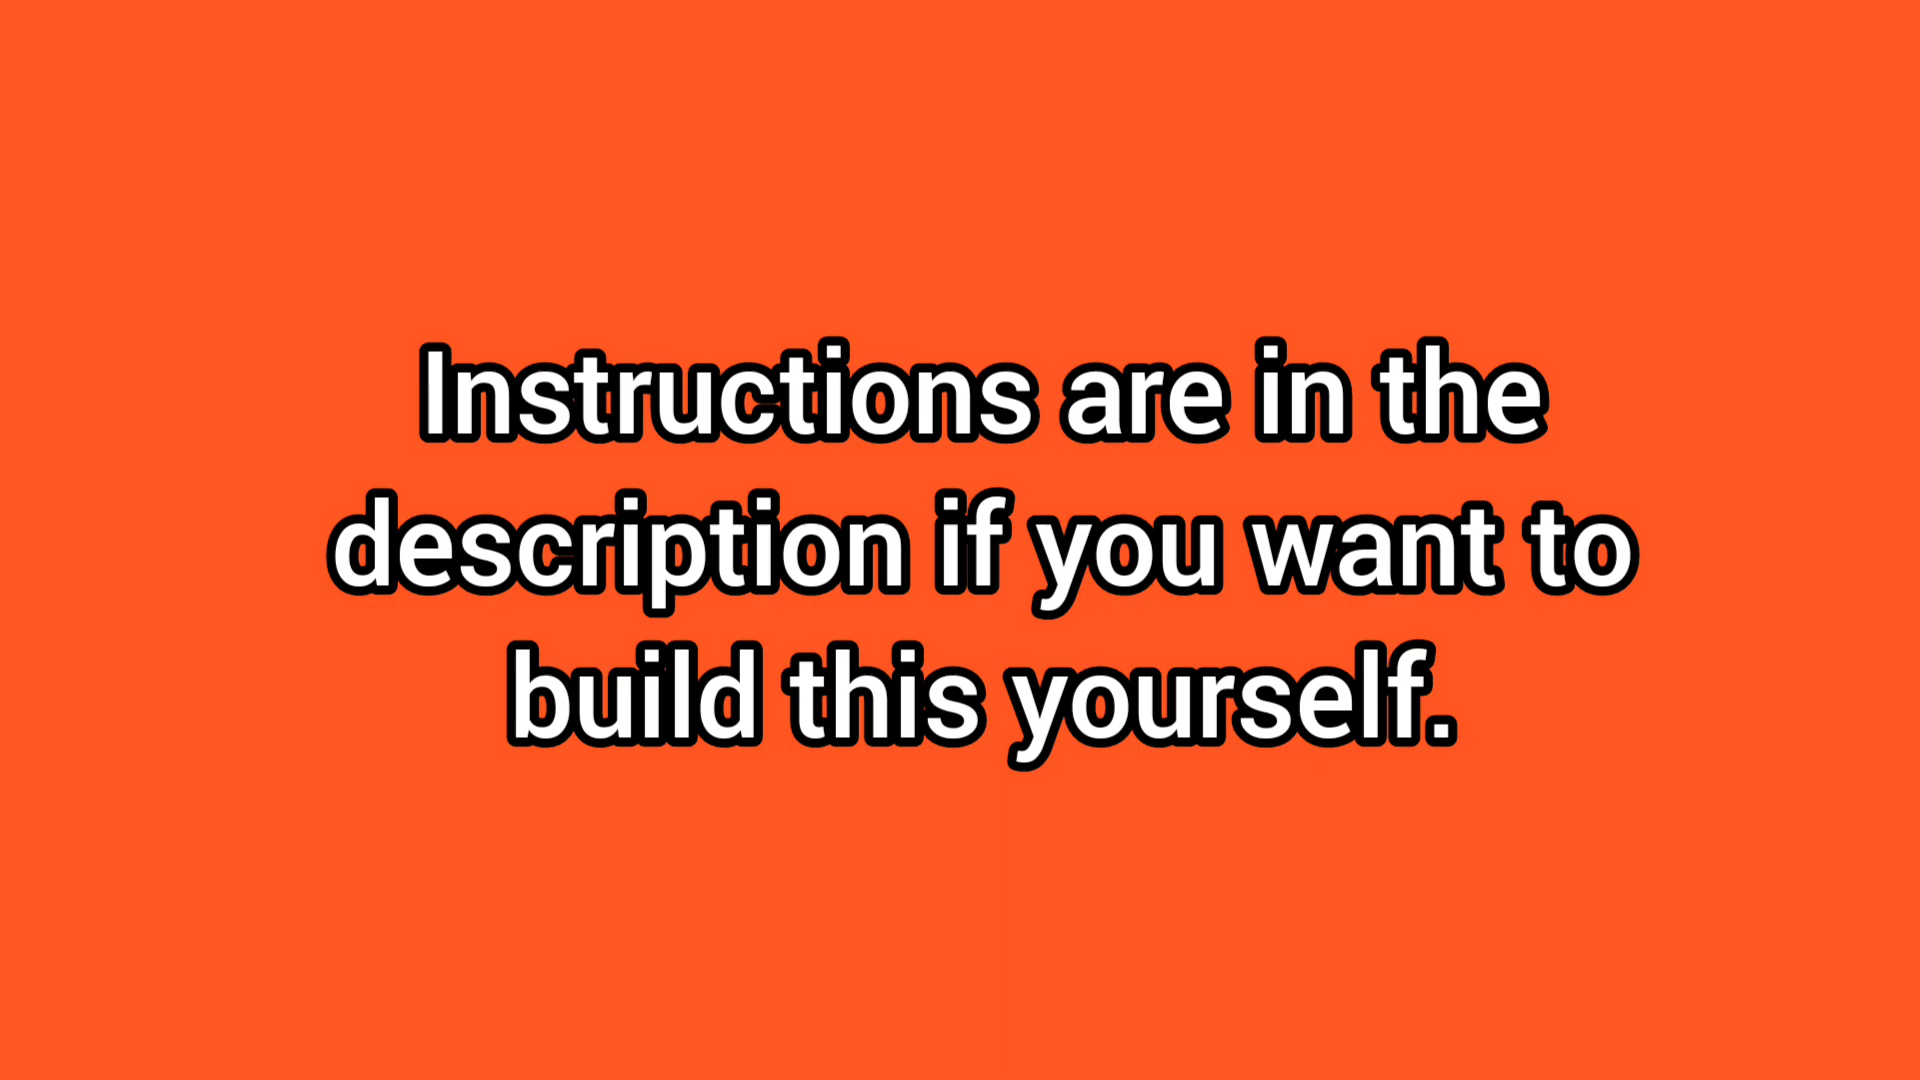 Instructions are in the
description if you want to
build this yourself.